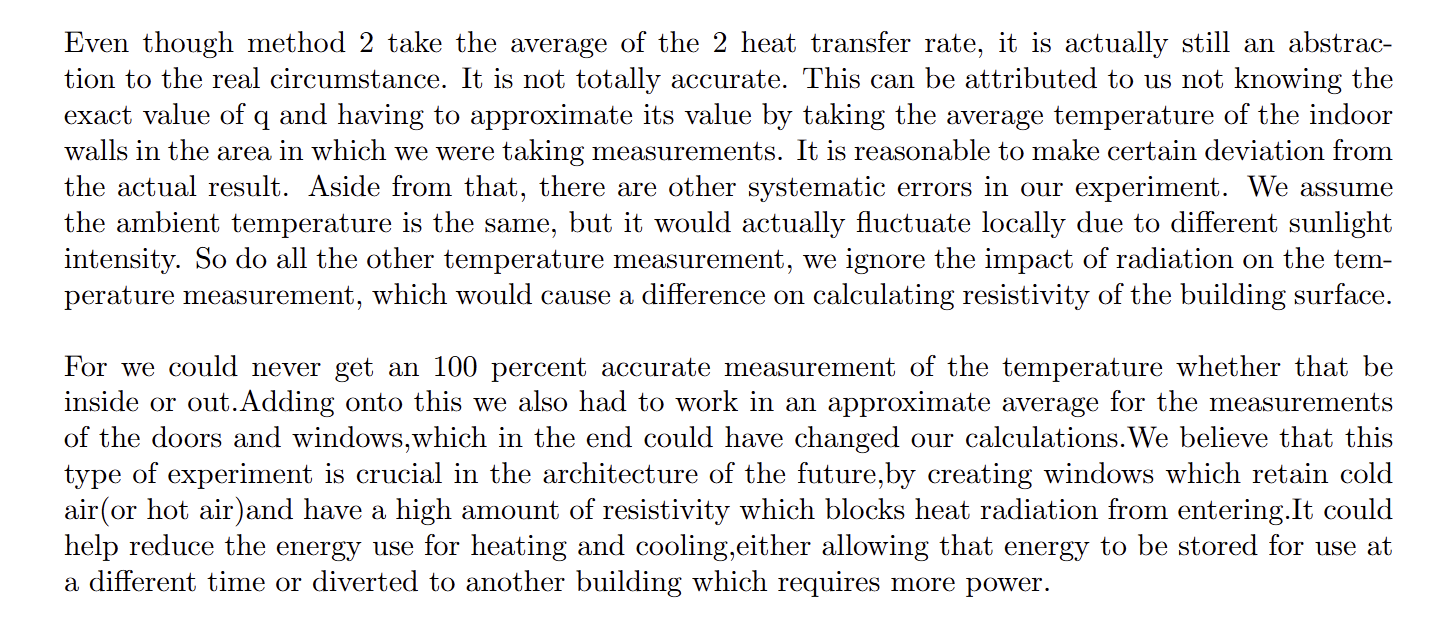 Even though method 2 take the average of the 2 heat transfer rate, it is actually still an abstrac-
tion to the real circumstance. It is not totally accurate. This can be attributed to us not knowing the
exact value of q and having to approximate its value by taking the average temperature of the indoor
walls in the area in which we were taking measurements. It is reasonable to make certain deviation from
the actual result. Aside from that, there are other systematic errors in our experiment. We assume
the ambient temperature is the same, but it would actually fluctuate locally due to different sunlight
intensity. So do all the other temperature measurement, we ignore the impact of radiation on the tem-
perature measurement, which would cause a difference on calculating resistivity of the building surface.
For we could never get an 100 percent accurate measurement of the temperature whether that be
inside or out.Adding onto this we also had to work in an approximate average for the measurements
of the doors and windows,which in the end could have changed our calculations.We believe that this
type of experiment is crucial in the architecture of the future,by creating windows which retain cold
air(or hot air)and have a high amount of resistivity which blocks heat radiation from entering.It could
help reduce the energy use for heating and cooling,either allowing that energy to be stored for use at
a different time or diverted to another building which requires more power.